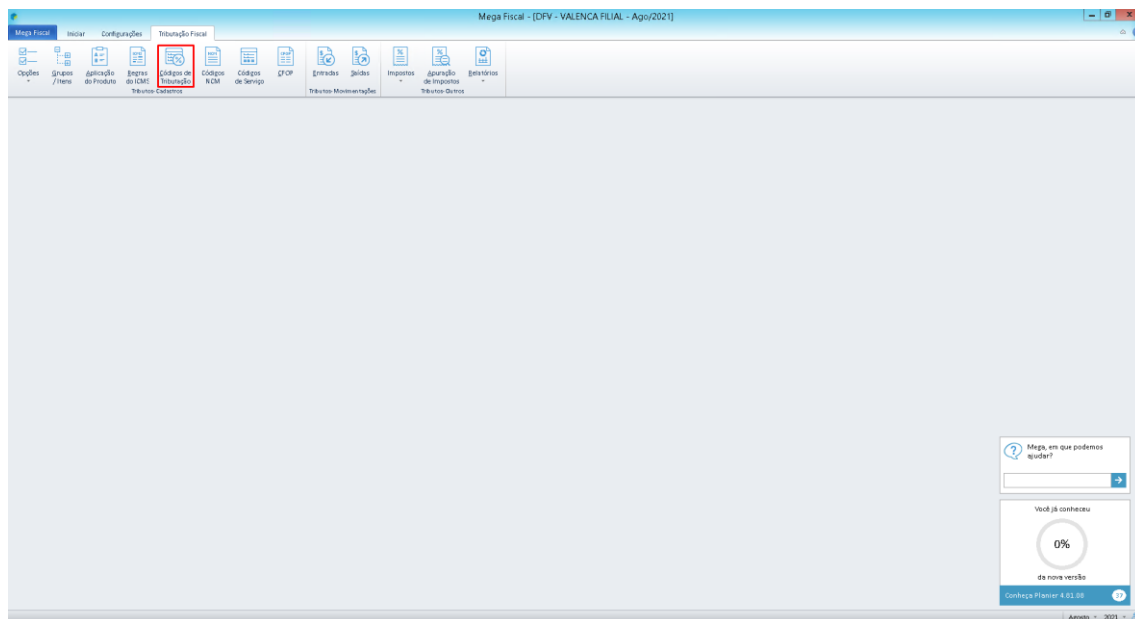 Mega Fiscal - [DFV - VALENCA FILIAL - Ago/2021]
Mega Fiscal Iniciar Configurações Tributação Fiscal
Opções
Grupos
/ Itens
Aplicação
do Produto
Regras
do ICMS
Códigos de
Tributação
Códigos
NCM
Códigos
de Serviço
CFOP
Entradas
Saídas
Impostos
Apuração
de Impostos
Relatórios
Tributos-Cadastros
Tributos-Movimentações
Tributos-Outros
Mega, em que podemos
ajudar?
Você já conheceu
0%
da nova versão
Conheça Planier 4.61.08 37
Agosto 2021